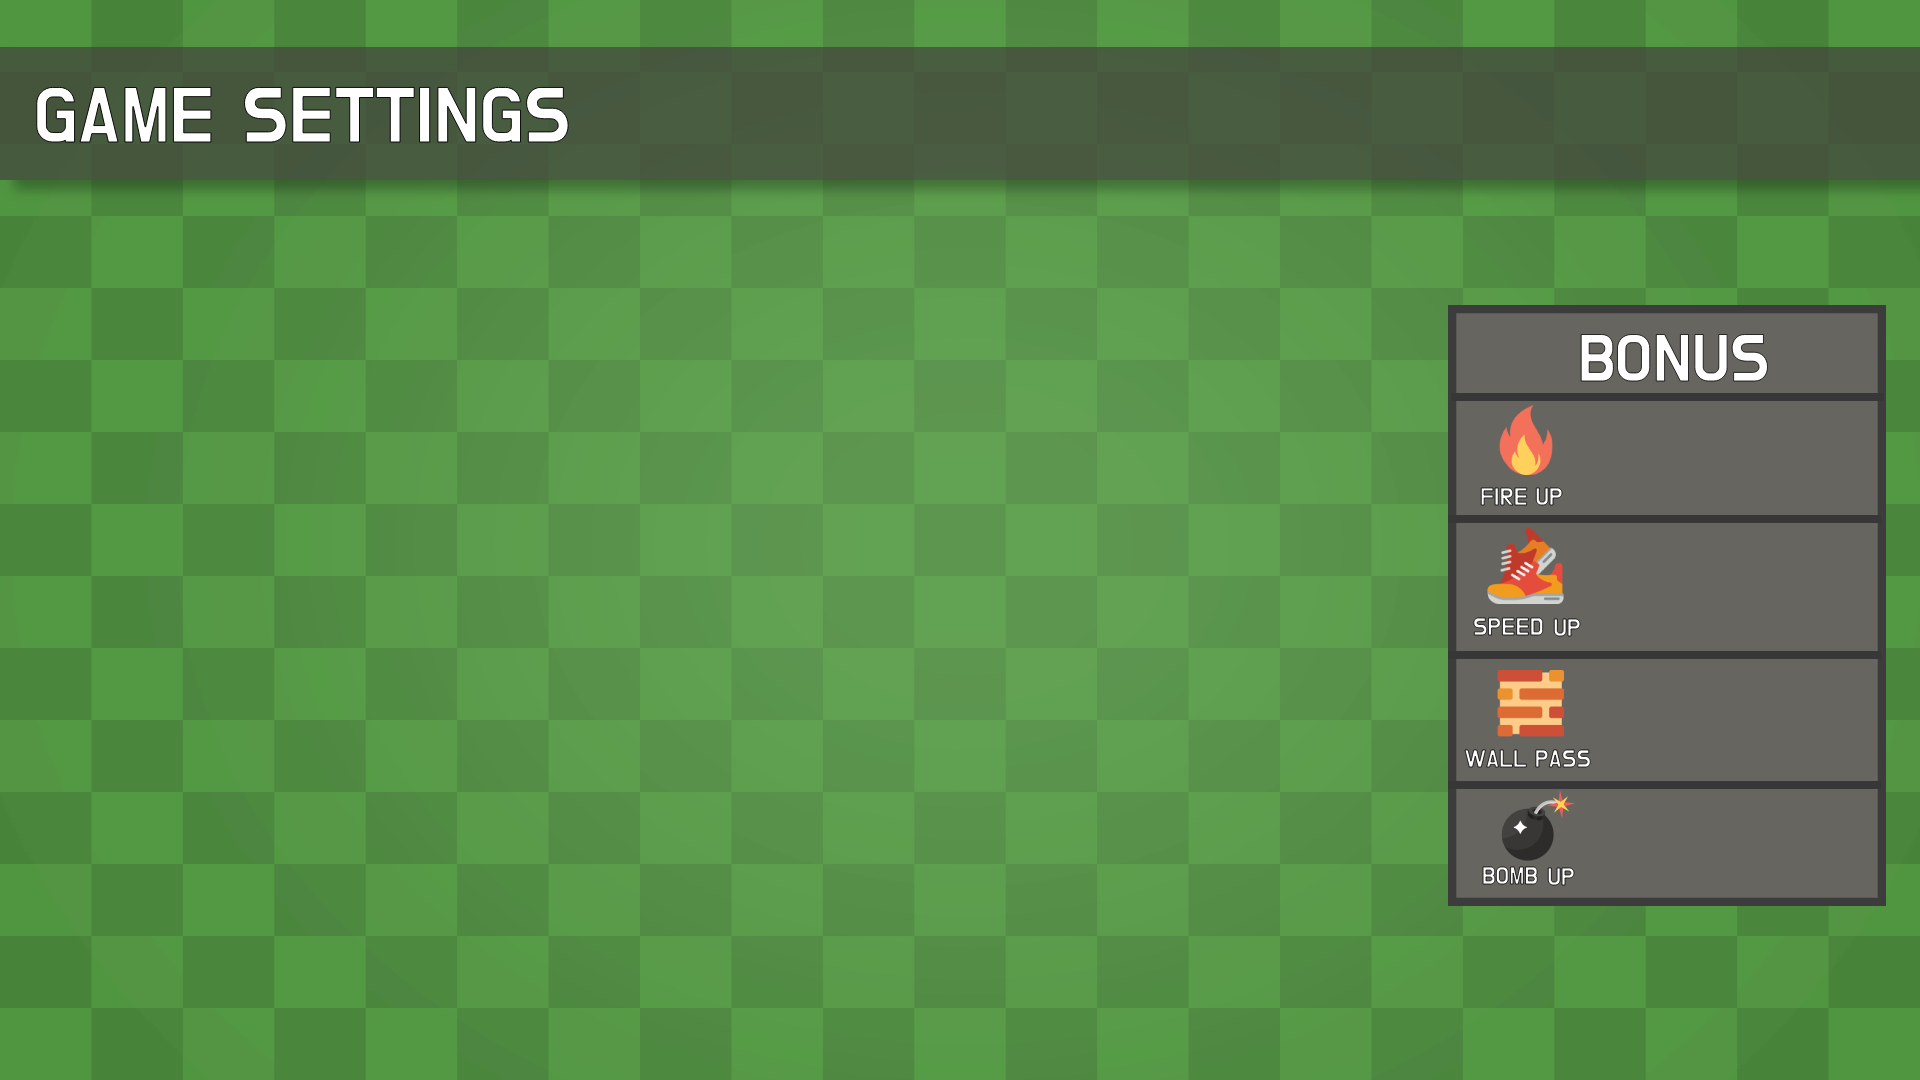 GAME SETTINGS
BONUS
FIRE UP
SPEED UP
WALL PASS
BOMB UP